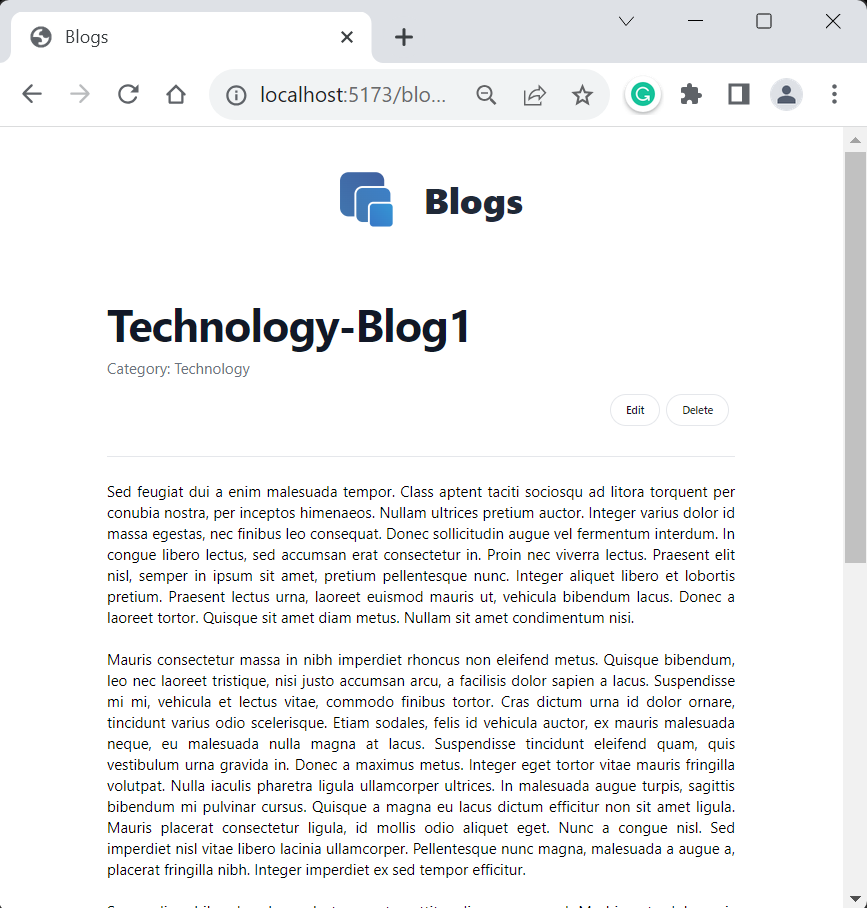 Blogs
localhost:5173/blo...
Blogs
Technology-Blog1
Category: Technology
Edit
Delete
Sed feugiat dui a enim malesuada tempor. Class aptent taciti sociosqu ad litora torquent per
conubia nostra, per inceptos himenaeos. Nullam ultrices pretium auctor. Integer varius dolor id
massa egestas, nec finibus leo consequat. Donec sollicitudin augue vel fermentum interdum. In
congue libero lectus, sed accumsan erat consectetur in. Proin nec viverra lectus. Praesent elit
nisl, semper in ipsum sit amet, pretium pellentesque nunc. Integer aliquet libero et lobortis
pretium. Praesent lectus urna, laoreet euismod mauris ut, vehicula bibendum lacus. Donec a
laoreet tortor. Quisque sit amet diam metus. Nullam sit amet condimentum nisi.
Mauris consectetur massa in nibh imperdiet rhoncus non eleifend metus. Quisque bibendum,
leo nec laoreet tristique, nisi justo accumsan arcu, a facilisis dolor sapien a lacus. Suspendisse
mi mi, vehicula et lectus vitae, commodo finibus tortor. Cras dictum urna id dolor ornare,
tincidunt varius odio scelerisque. Etiam sodales, felis id vehicula auctor, ex mauris malesuada
neque, eu malesuada nulla magna at lacus. Suspendisse tincidunt eleifend quam, quis
vestibulum urna gravida in. Donec a maximus metus. Integer eget tortor vitae mauris fringilla
volutpat. Nulla iaculis pharetra ligula ullamcorper ultrices. In malesuada augue turpis, sagittis
bibendum mi pulvinar cursus. Quisque a magna eu lacus dictum efficitur non sit amet ligula.
Mauris placerat consectetur ligula, id mollis odio aliquet eget. Nunc a congue nisl. Sed
imperdiet nisl vitae libero lacinia ullamcorper. Pellentesque nunc magna, malesuada a augue a,
placerat fringilla nibh. Integer imperdiet ex sed tempor efficitur.